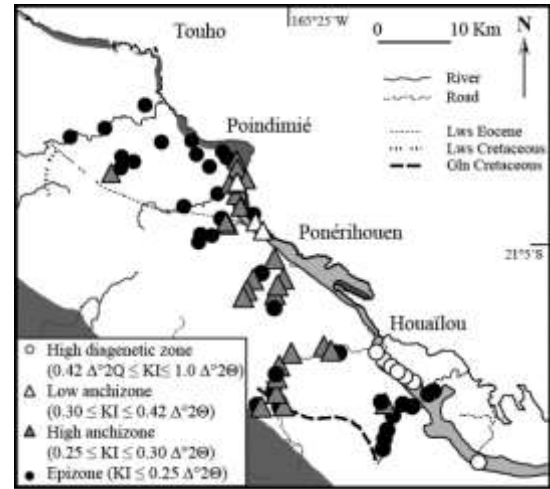 Touho
165°25'W
0 10 Km
N
River
Road
Poindimié
Lws Eocene
Lws Cretaceous
Gln Cretaceous
Ponérihouen
21°5'S
Houaïlou
High diagenetic zone
(0.42 Δ°2Q ≤ KI≤ 1.0 Δ°2Θ)
Low anchizone
(0.30 ≤ KI ≤ 0.42 Δ°2Θ)
High anchizone
(0.25 ≤ KI ≤ 0.30 Δ°2Θ)
Epizone (KI ≤ 0.25 Δ°2Θ)